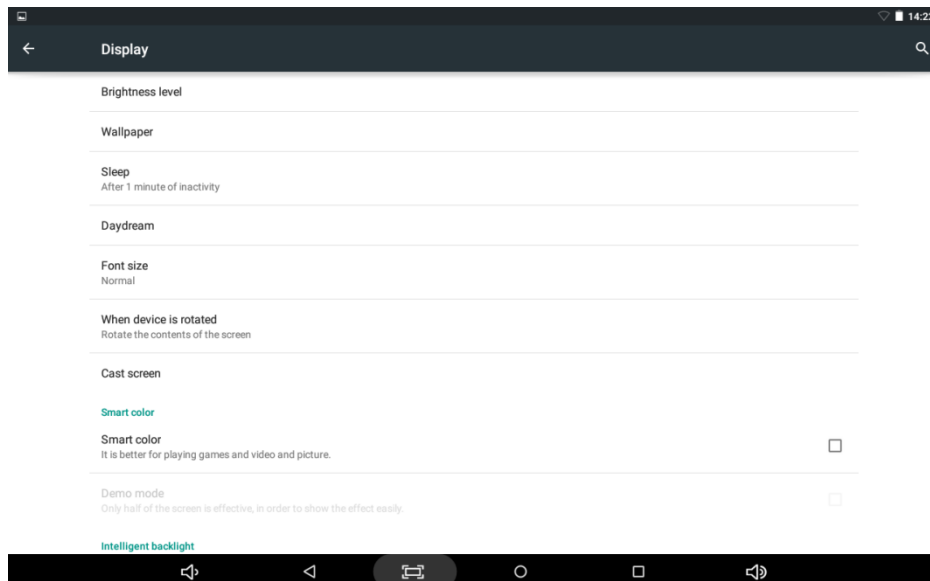 14:22
Display
Brightness level
Wallpaper
Sleep
After 1 minute of inactivity
Daydream
Font size
Normal
When device is rotated
Rotate the contents of the screen
Cast screen
Smart color
Smart color
It is better for playing games and video and picture.
Demo mode
Only half of the screen is effective, in order to show the effect easily.
Intelligent backlight